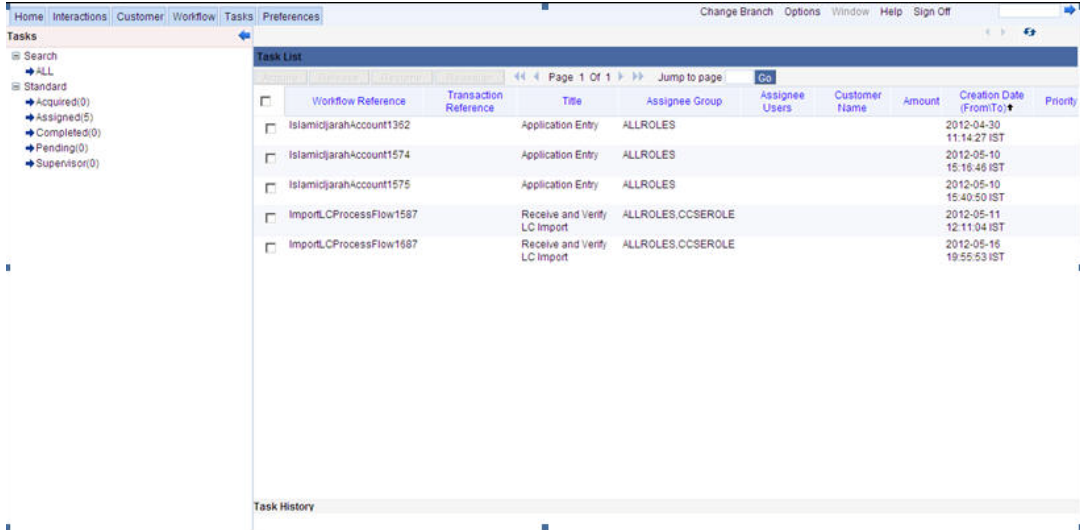 Home Interactions Customer Workflow Tasks Preferences
Change Branch Options Window Help Sign Off
Tasks
Search
ALL
Standard
Acquired(0)
Assigned(5)
Completed(0)
Pending(0)
Supervisor(0)
Task List
Page 1 Of 1 Jump to page Go
Workflow Reference Transaction Reference Title Assignee Group Assignee Users Customer Name Amount Creation Date (From\To) Priority
IslamicIjarahAccount1362 Application Entry ALLROLES 2012-04-30 11:14:27 IST
IslamicIjarahAccount1574 Application Entry ALLROLES 2012-05-10 15:16:46 IST
IslamicIjarahAccount1575 Application Entry ALLROLES 2012-05-10 15:40:50 IST
ImportLCProcessFlow1587 Receive and Verify LC Import ALLROLES,CCSEROLE 2012-05-11 12:11:04 IST
ImportLCProcessFlow1687 Receive and Verify LC Import ALLROLES,CCSEROLE 2012-05-16 19:55:53 IST
Task History